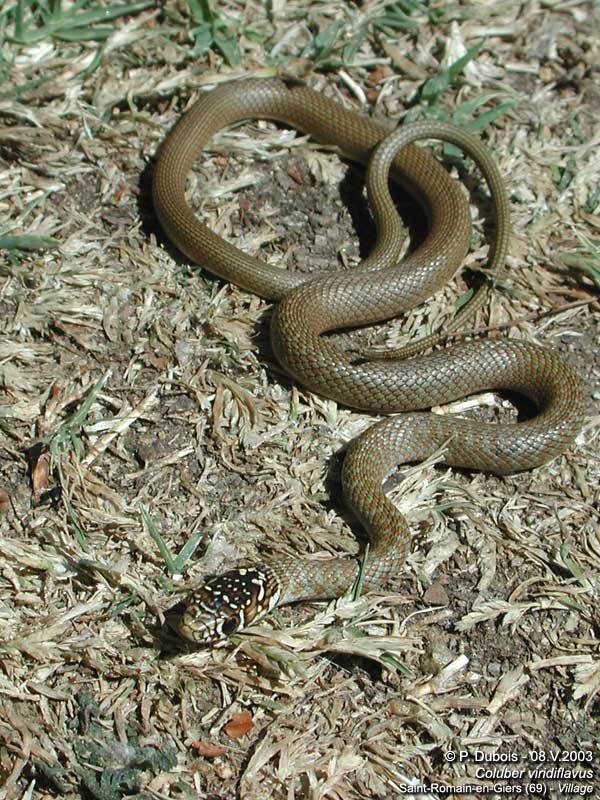 © P. Dubois - 08.V.2003
Coluber viridiflavus
Saint-Romain-en-Giers (69) - Village